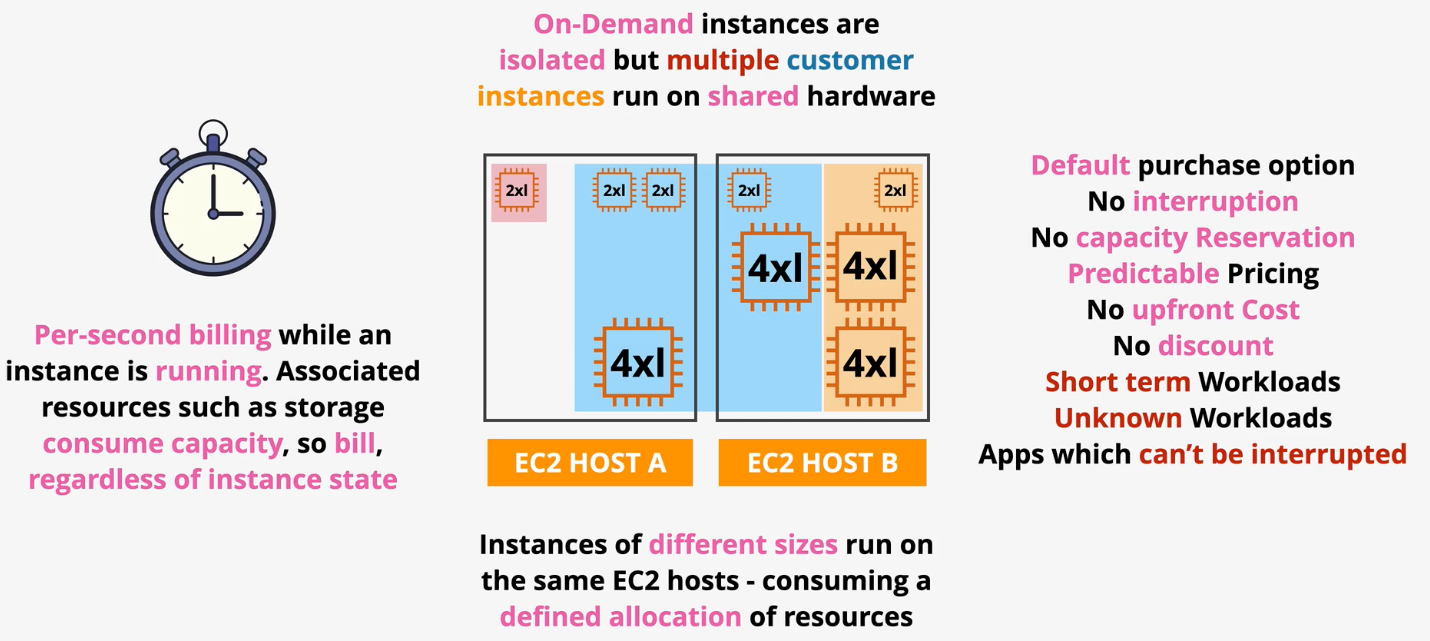 On-Demand instances are
isolated but multiple customer
instances run on shared hardware
Per-second billing while an
instance is running. Associated
resources such as storage
consume capacity, so bill,
regardless of instance state
2xl
2xl
2xl
4xl
2xl
2xl
4xl
4xl
4xl
EC2 HOST A
EC2 HOST B
Instances of different sizes run on
the same EC2 hosts - consuming a
defined allocation of resources
Default purchase option
No interruption
No capacity Reservation
Predictable Pricing
No upfront Cost
No discount
Short term Workloads
Unknown Workloads
Apps which can’t be interrupted